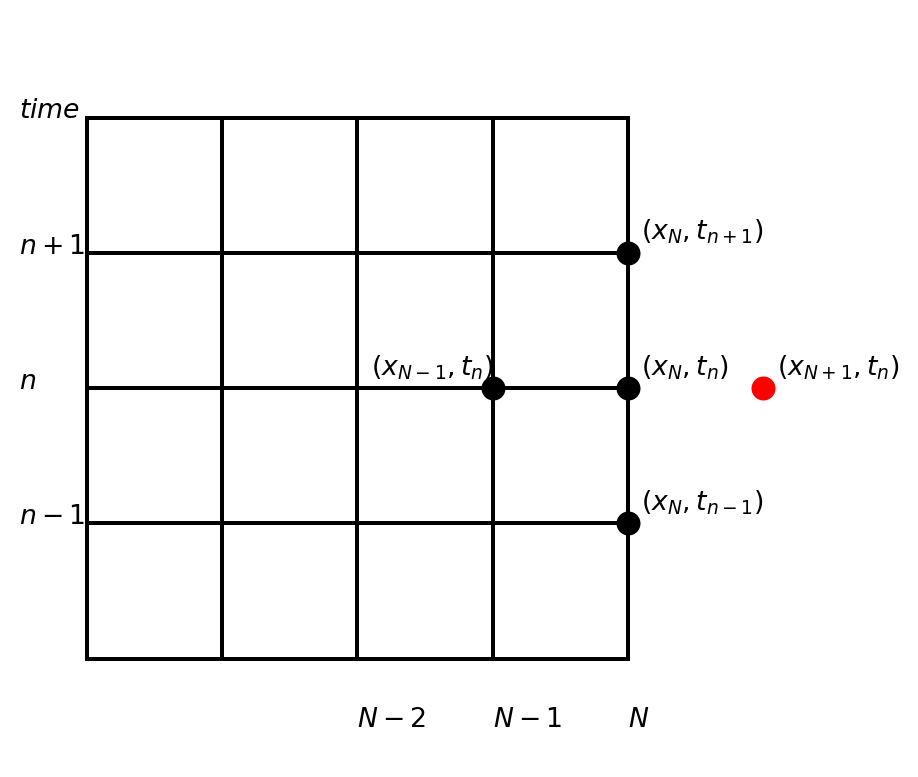 time
(x_N, t_{n+1})
n + 1
(x_{N−1}, t_n)
(x_N, t_n)
(x_{N+1}, t_n)
n
(x_N, t_{n−1})
n − 1
N − 2
N − 1
N